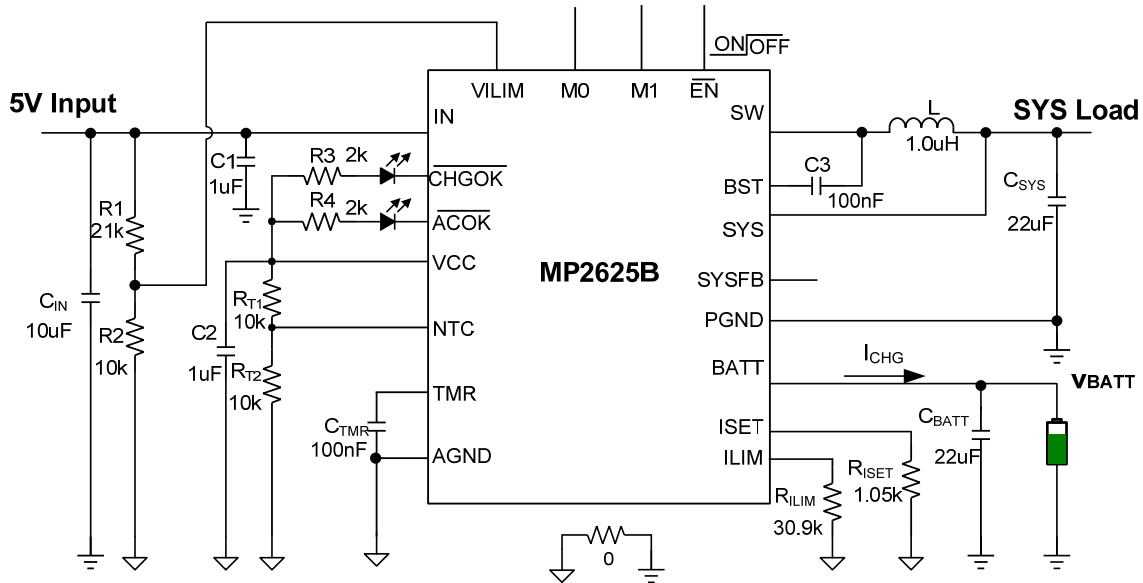 ON OFF
VILIM M0 M1 EN
5V Input
IN
SW
L
1.0uH
SYS Load
C1
1uF
R3 2k
CHGOK
R4 2k
ACOK
BST
C3
100nF
SYS
CSYS
22uF
R1
21k
VCC
MP2625B
SYSFB
CIN
10uF
R2
10k
C2
1uF
RT1
10k
NTC
PGND
RT2
10k
BATT
ICHG
VBATT
TMR
CTMR
100nF
AGND
ISET
ILIM
CBATT
22uF
RISET
1.05k
RILIM
30.9k
0